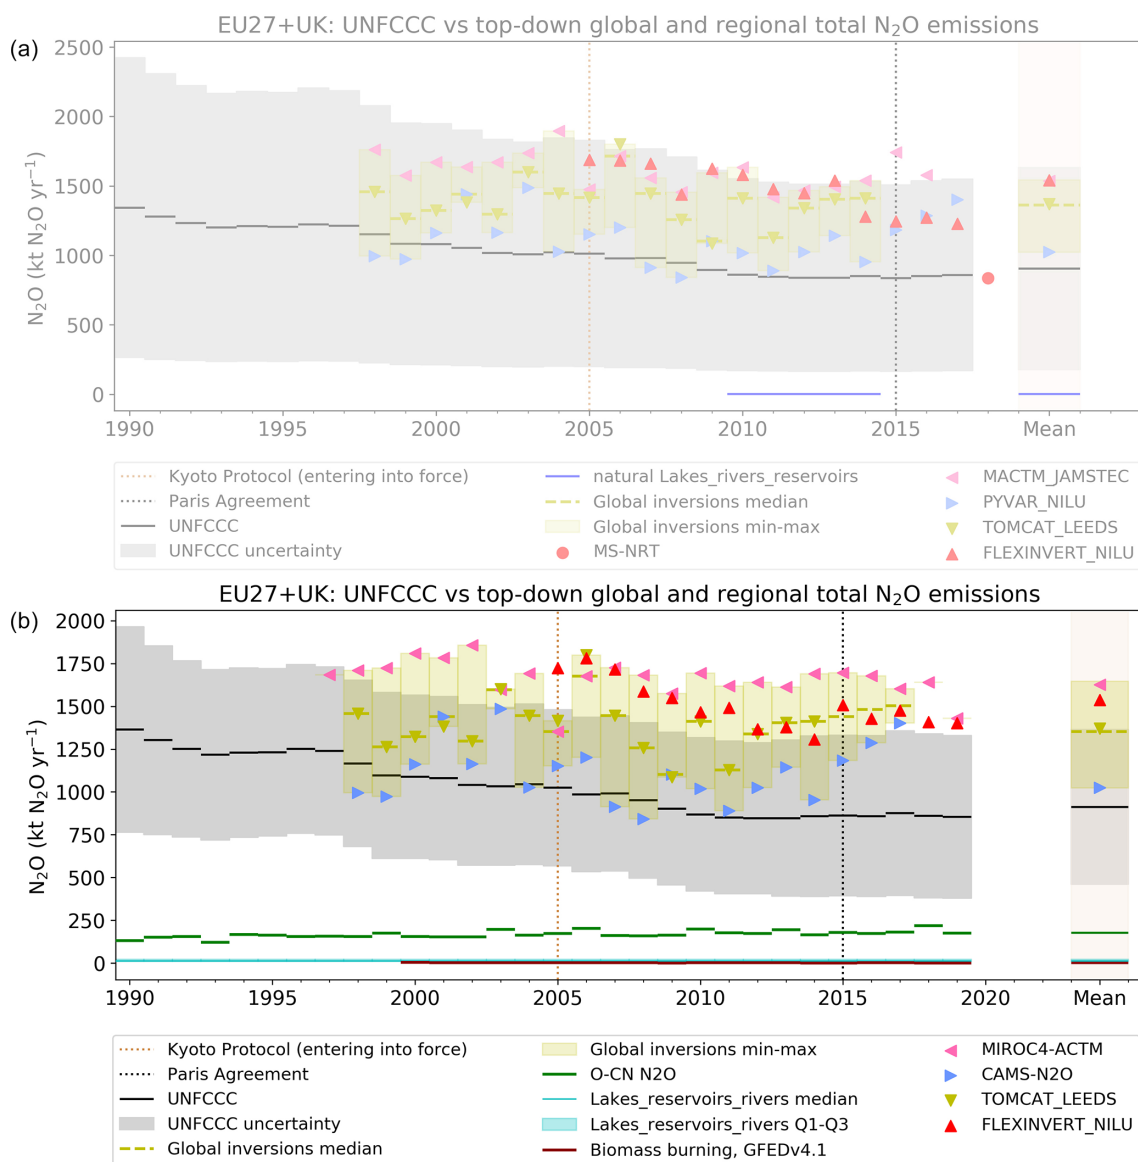 EU27+UK: UNFCCC vs top-down global and regional total N₂O emissions
(a)
2500
2000
1500
1000
500
0
N₂O (kt N₂O yr⁻¹)
1990 1995 2000 2005 2010 2015 Mean
Kyoto Protocol (entering into force) natural Lakes_rivers_reservoirs MACTM_JAMSTEC
Paris Agreement Global inversions median PYVAR_NILU
UNFCCC Global inversions min-max TOMCAT_LEEDS
UNFCCC uncertainty MS-NRT FLEXINVERT_NILU
EU27+UK: UNFCCC vs top-down global and regional total N₂O emissions
(b)
2000
1750
1500
1250
1000
750
500
250
0
N₂O (kt N₂O yr⁻¹)
1990 1995 2000 2005 2010 2015 2020 Mean
Kyoto Protocol (entering into force) Global inversions min-max MIROC4-ACTM
Paris Agreement O-CN N2O CAMS-N2O
UNFCCC Lakes_reservoirs_rivers median TOMCAT_LEEDS
UNFCCC uncertainty Lakes_reservoirs_rivers Q1-Q3 FLEXINVERT_NILU
Global inversions median Biomass burning, GFEDv4.1